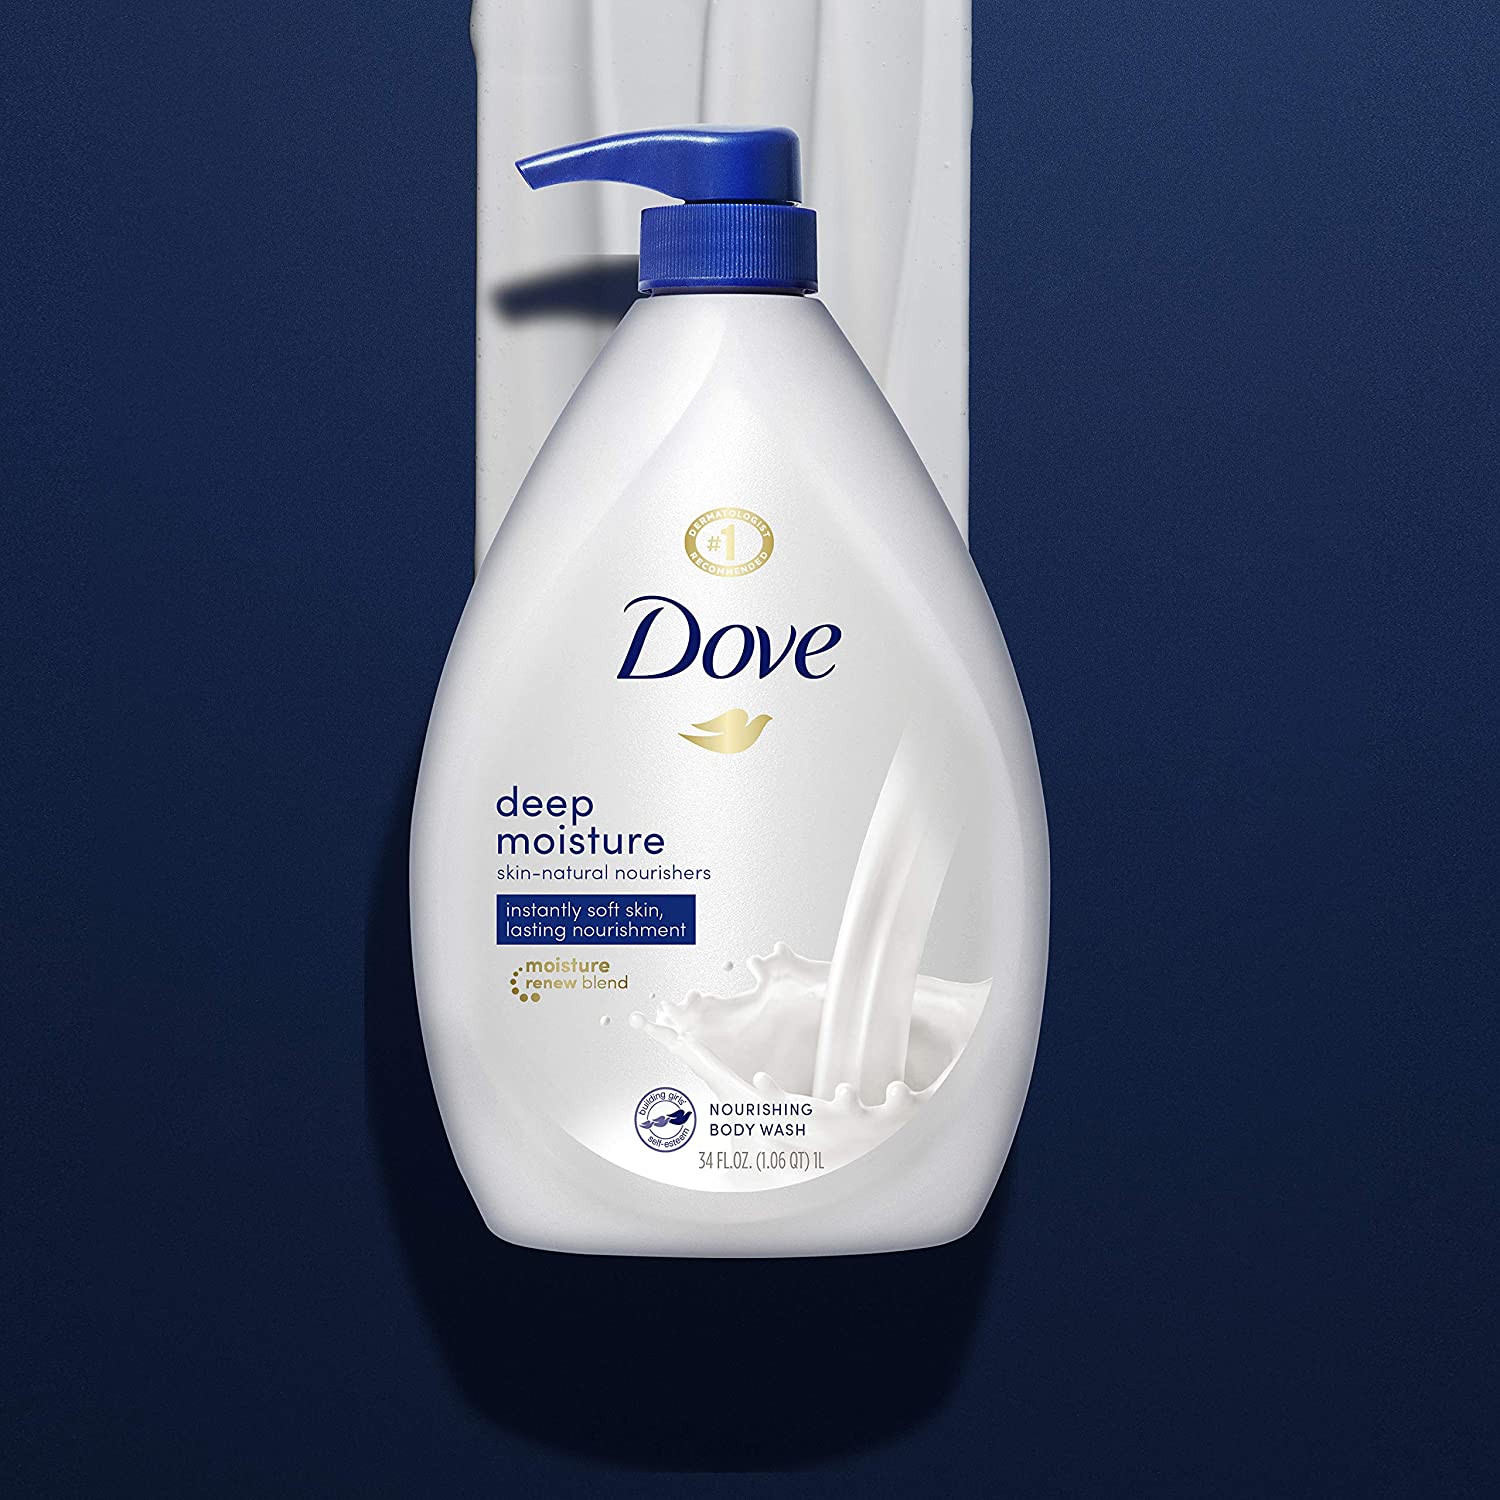 DERMATOLOGIST
#1
RECOMMENDED
Dove
deep
moisture
skin-natural nourishers
instantly soft skin,
lasting nourishment
moisture
renew blend
building girls'
self-esteem
NOURISHING
BODY WASH
34 FL.OZ. (1.06 QT) 1L